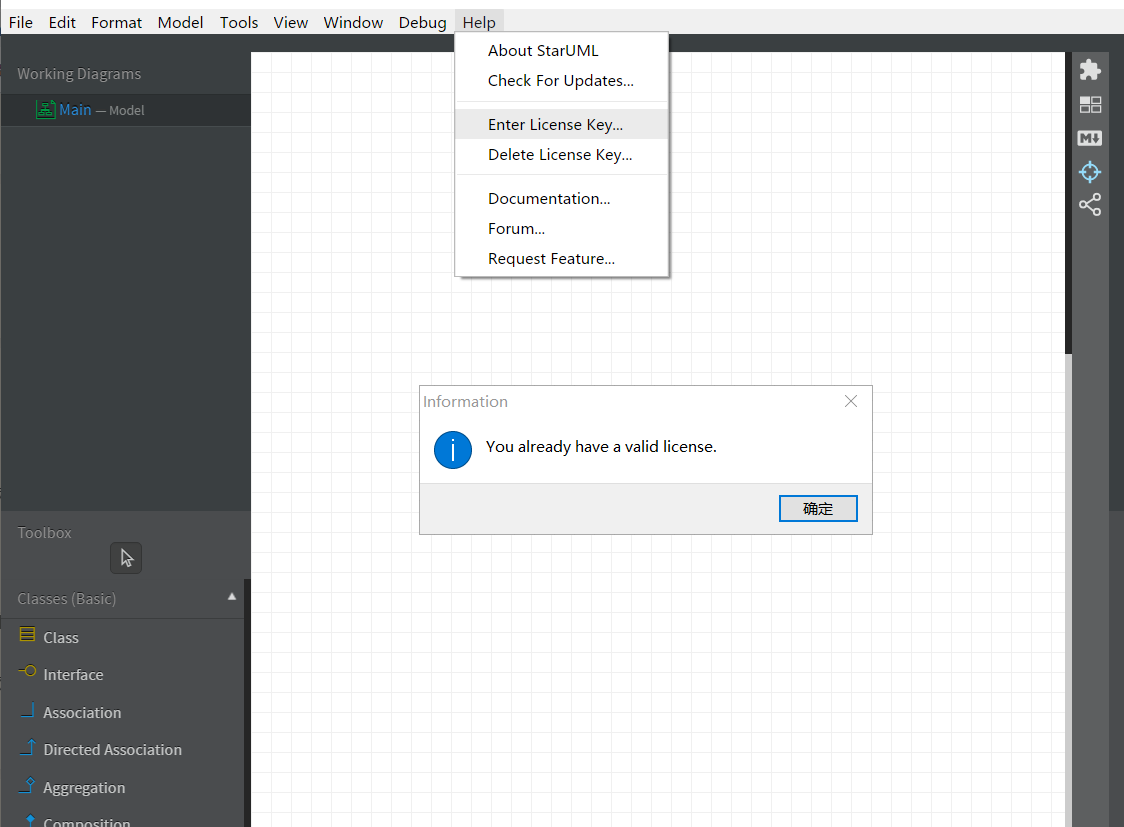 File Edit Format Model Tools View Window Debug Help
About StarUML
Check For Updates...
Enter License Key...
Delete License Key...
Documentation...
Forum...
Request Feature...
Working Diagrams
Main — Model
Information
You already have a valid license.
确定
Toolbox
Classes (Basic)
Class
Interface
Association
Directed Association
Aggregation
Composition
M